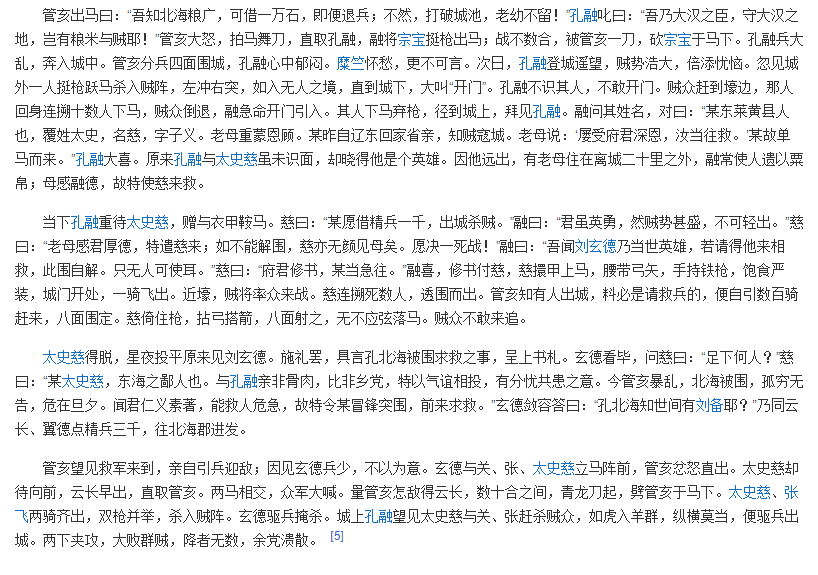 管亥出马曰：“吾知北海粮广，可借一万石，即便退兵；不然，打破城池，老幼不留！”孔融叱曰：“吾乃大汉之臣，守大汉之
地，岂有粮米与贼耶！”管亥大怒，拍马舞刀，直取孔融，融将宗宝挺枪出马；战不数合，被管亥一刀，砍宗宝于马下。孔融兵大
乱，奔入城中。管亥分兵四面围城，孔融心中郁闷。糜竺怀愁，更不可言。次日，孔融登城遥望，贼势浩大，倍添忧恼。忽见城
外一人挺枪跃马杀入贼阵，左冲右突，如入无人之境，直到城下，大叫“开门”。孔融不识其人，不敢开门。贼众赶到壕边，那人
回身连搠十数人下马，贼众倒退，融急命开门引入。其人下马弃枪，径到城上，拜见孔融。融问其姓名，对曰：“某东莱黄县人
也，覆姓太史，名慈，字子义。老母重蒙恩顾。某昨自辽东回家省亲，知贼寇城。老母说：‘屡受府君深恩，汝当往救。’某故单
马而来。”孔融大喜。原来孔融与太史慈虽未识面，却晓得他是个英雄。因他远出，有老母住在离城二十里之外，融常使人遗以粟
帛；母感融德，故特使慈来救。
当下孔融重待太史慈，赠与衣甲鞍马。慈曰：“某愿借精兵一千，出城杀贼。”融曰：“君虽英勇，然贼势甚盛，不可轻出。”慈
曰：“老母感君厚德，特遣慈来；如不能解围，慈亦无颜见母矣。愿决一死战！”融曰：“吾闻刘玄德乃当世英雄，若请得他来相
救，此围自解。只无人可使耳。”慈曰：“府君修书，某当急往。”融喜，修书付慈，慈擐甲上马，腰带弓矢，手持铁枪，饱食严
装，城门开处，一骑飞出。近壕，贼将率众来战。慈连搠死数人，透围而出。管亥知有人出城，料必是请救兵的，便自引数百骑
赶来，八面围定。慈倚住枪，拈弓搭箭，八面射之，无不应弦落马。贼众不敢来追。
太史慈得脱，星夜投平原来见刘玄德。施礼罢，具言孔北海被围求救之事，呈上书札。玄德看毕，问慈曰：“足下何人？”慈
曰：“某太史慈，东海之鄙人也。与孔融亲非骨肉，比非乡党，特以气谊相投，有分忧共患之意。今管亥暴乱，北海被围，孤穷无
告，危在旦夕。闻君仁义素著，能救人危急，故特令某冒锋突围，前来求救。”玄德敛容答曰：“孔北海知世间有刘备耶？”乃同云
长、翼德点精兵三千，往北海郡进发。
管亥望见救军来到，亲自引兵迎敌；因见玄德兵少，不以为意。玄德与关、张、太史慈立马阵前，管亥忿怒直出。太史慈却
待向前，云长早出，直取管亥。两马相交，众军大喊。量管亥怎敌得云长，数十合之间，青龙刀起，劈管亥于马下。太史慈、张
飞两骑齐出，双枪并举，杀入贼阵。玄德驱兵掩杀。城上孔融望见太史慈与关、张赶杀贼众，如虎入羊群，纵横莫当，便驱兵出
城。两下夹攻，大败群贼，降者无数，余党溃散。 [5]